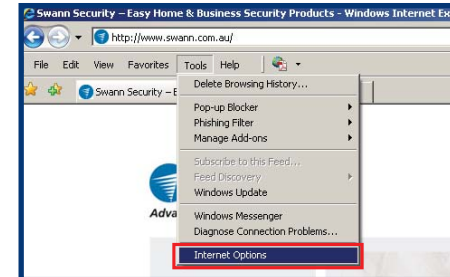 Swann Security – Easy Home & Business Security Products - Windows Internet Ex
http://www.swann.com.au/
File Edit View Favorites Tools Help
Swann Security – E
Delete Browsing History...
Pop-up Blocker
Phishing Filter
Manage Add-ons
Subscribe to this Feed...
Feed Discovery
Windows Update
Windows Messenger
Diagnose Connection Problems...
Internet Options
Adva